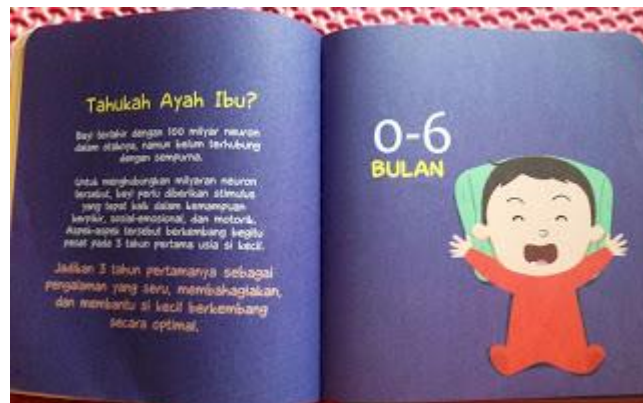 Tahukah Ayah Ibu?
Bayi terlahir dengan 100 milyar neuron
dalam otaknya, namun belum terhubung
dengan sempurna.
Untuk menghubungkan milyaran neuron
tersebut, bayi perlu diberikan stimulus
yang tepat baik dalam kemampuan
berpikir, sosial-emosional, dan motorik.
Aspek-aspek tersebut berkembang begitu
pesat pada 3 tahun pertama usia si kecil.
Jadikan 3 tahun pertamanya sebagai
pengalaman yang seru, membahagiakan,
dan membantu si kecil berkembang
secara optimal.
0-6
BULAN